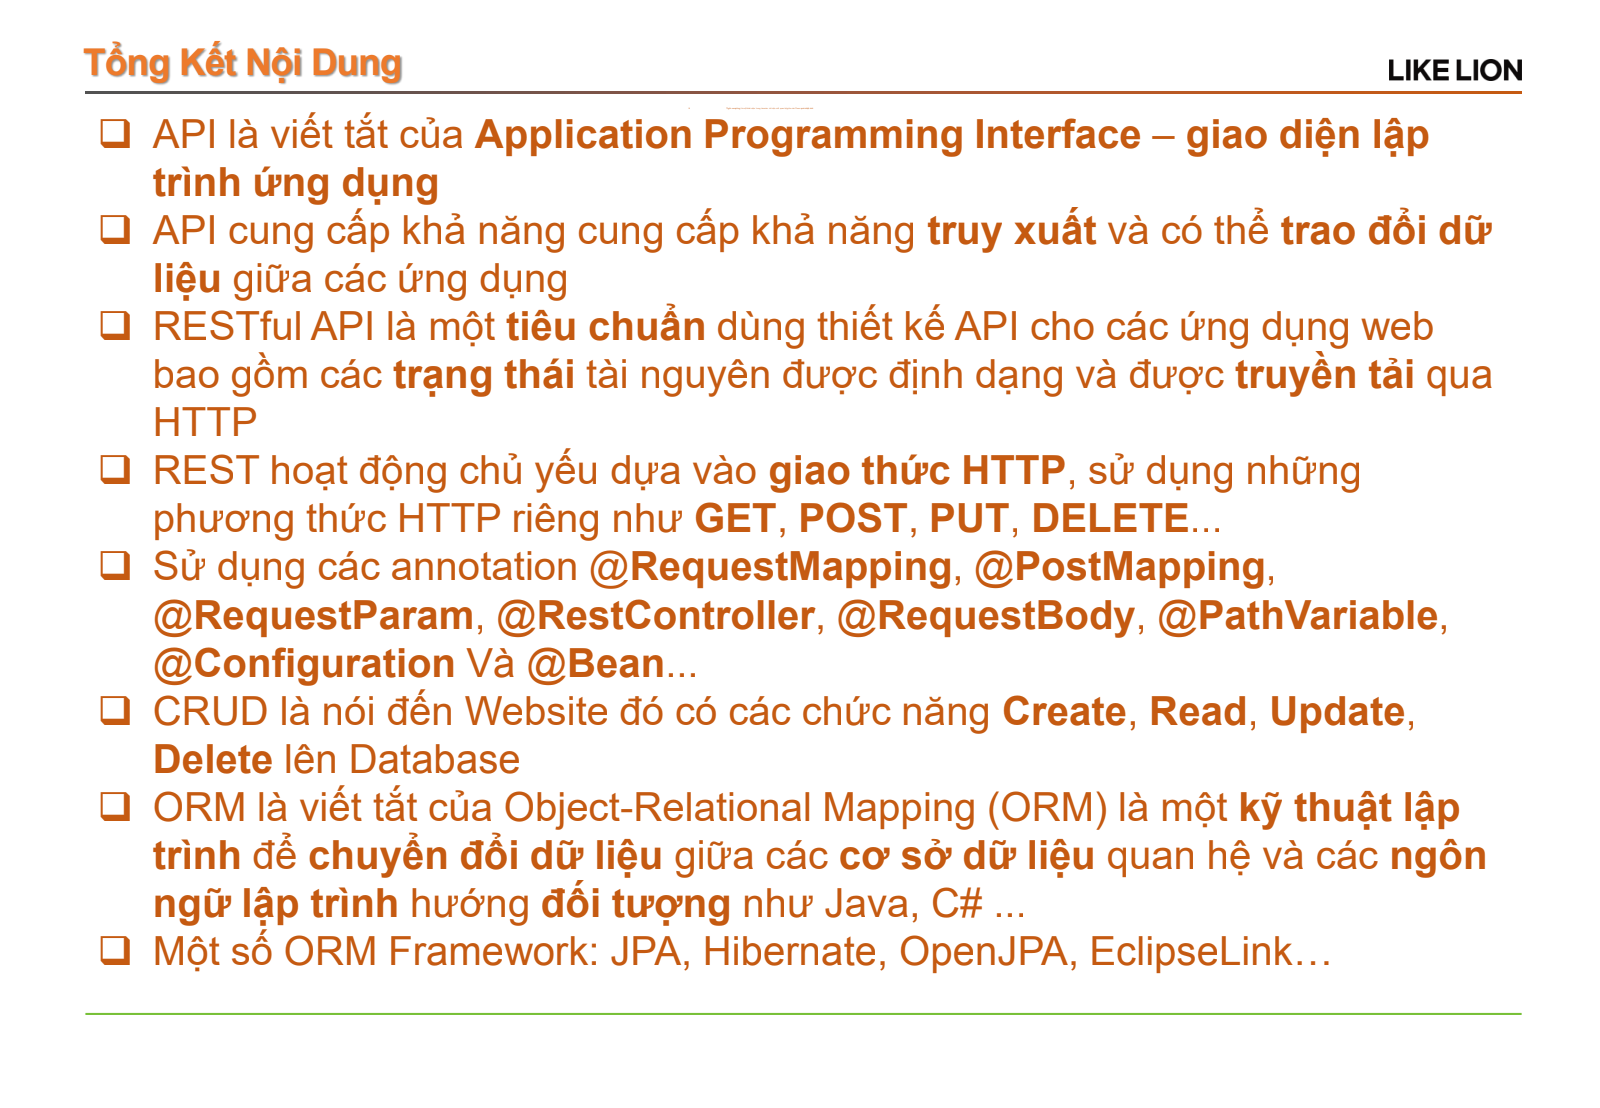 Tổng Kết Nội Dung
LIKE LION
❑ API là viết tắt của Application Programming Interface – giao diện lập
trình ứng dụng
❑ API cung cấp khả năng cung cấp khả năng truy xuất và có thể trao đổi dữ
liệu giữa các ứng dụng
❑ RESTful API là một tiêu chuẩn dùng thiết kế API cho các ứng dụng web
bao gồm các trạng thái tài nguyên được định dạng và được truyền tải qua
HTTP
❑ REST hoạt động chủ yếu dựa vào giao thức HTTP, sử dụng những
phương thức HTTP riêng như GET, POST, PUT, DELETE...
❑ Sử dụng các annotation @RequestMapping, @PostMapping,
@RequestParam, @RestController, @RequestBody, @PathVariable,
@Configuration Và @Bean...
❑ CRUD là nói đến Website đó có các chức năng Create, Read, Update,
Delete lên Database
❑ ORM là viết tắt của Object-Relational Mapping (ORM) là một kỹ thuật lập
trình để chuyển đổi dữ liệu giữa các cơ sở dữ liệu quan hệ và các ngôn
ngữ lập trình hướng đối tượng như Java, C# ...
❑ Một số ORM Framework: JPA, Hibernate, OpenJPA, EclipseLink…